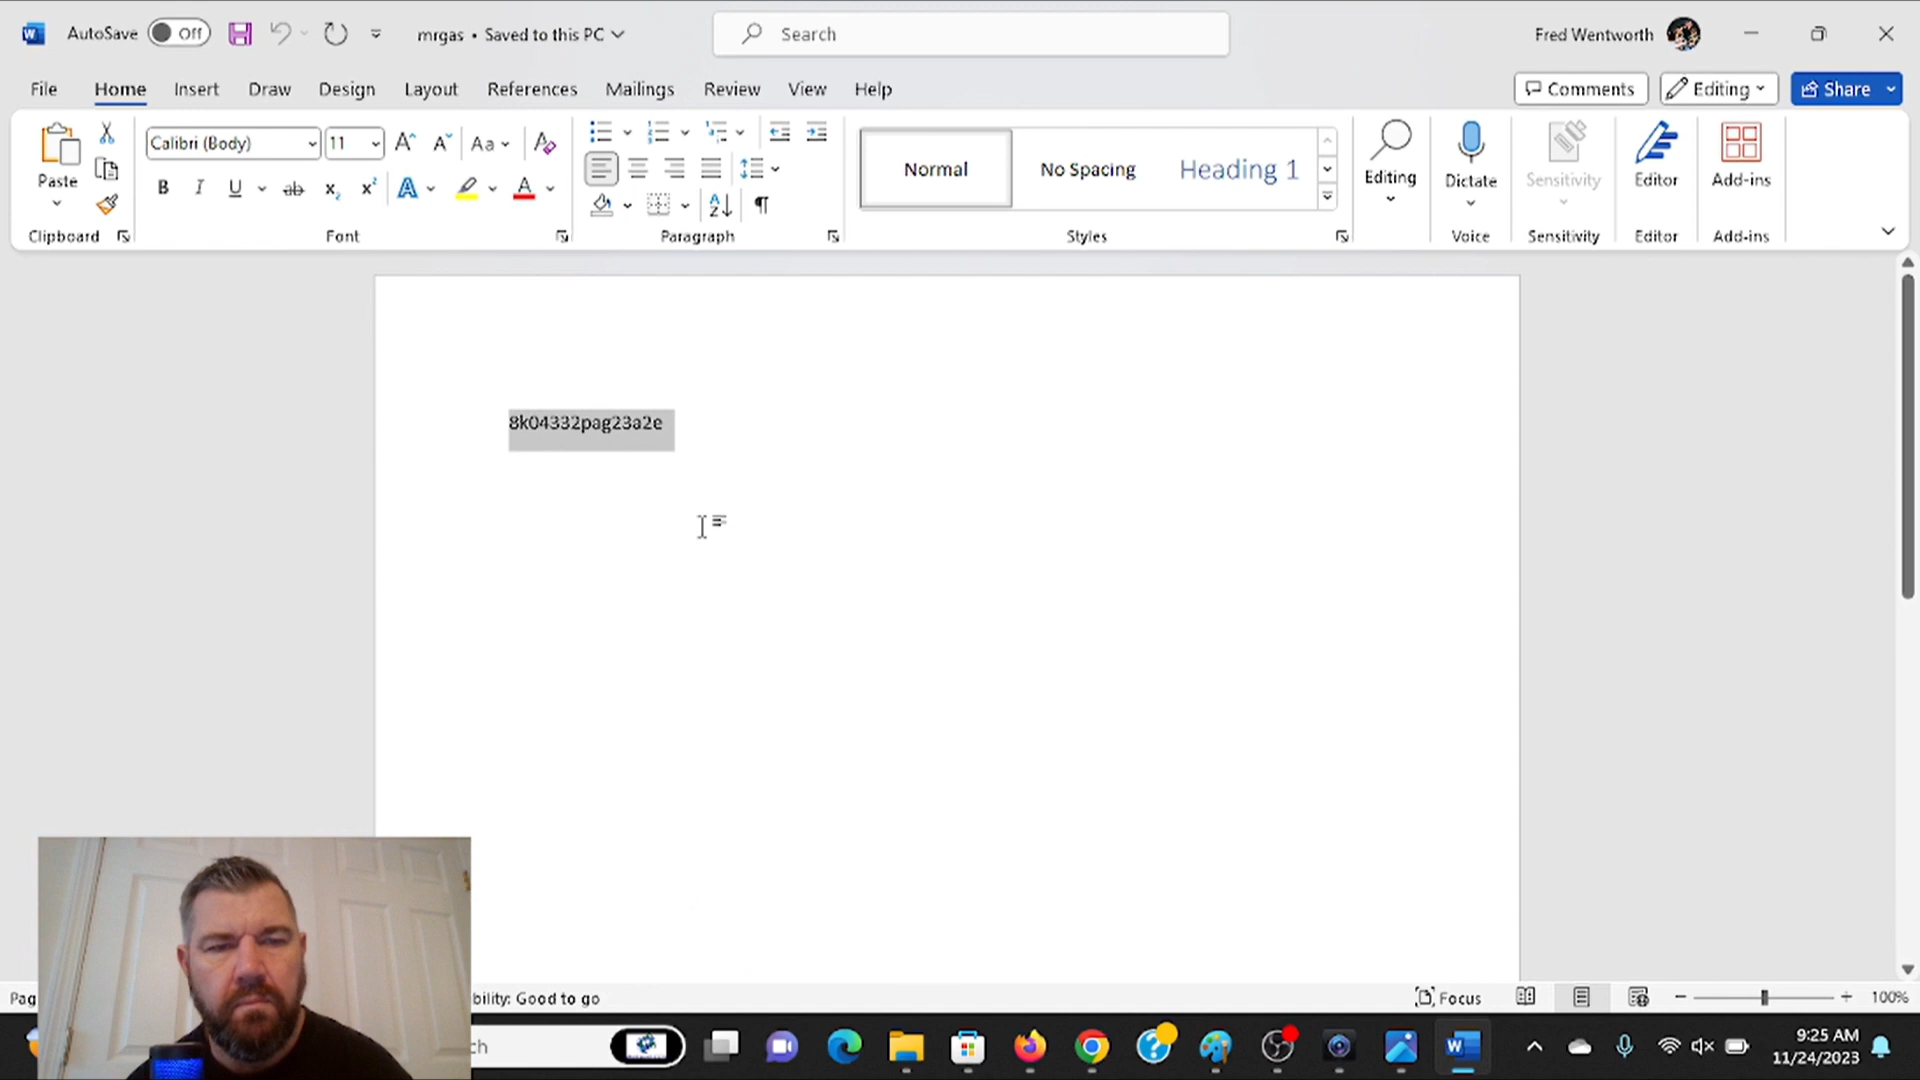 AutoSave Off mrgas • Saved to this PC Search Fred Wentworth
File Home Insert Draw Design Layout References Mailings Review View Help Comments Editing Share
Paste Calibri (Body) 11 Aa Normal No Spacing Heading 1 Editing Dictate Sensitivity Editor Add-ins
Clipboard Font Paragraph Styles Voice Sensitivity Editor Add-ins
8k04332pag23a2e
Pag bility: Good to go Focus 100%
ch 9:25 AM
11/24/2023